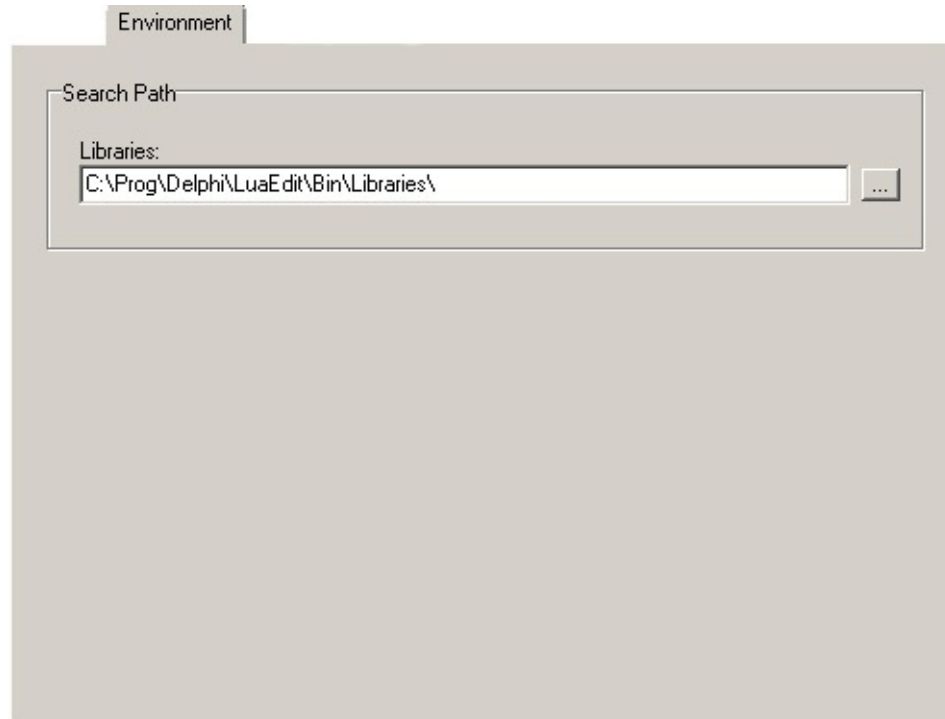 Environment
Search Path
Libraries:
C:\Prog\Delphi\LuaEdit\Bin\Libraries\
...